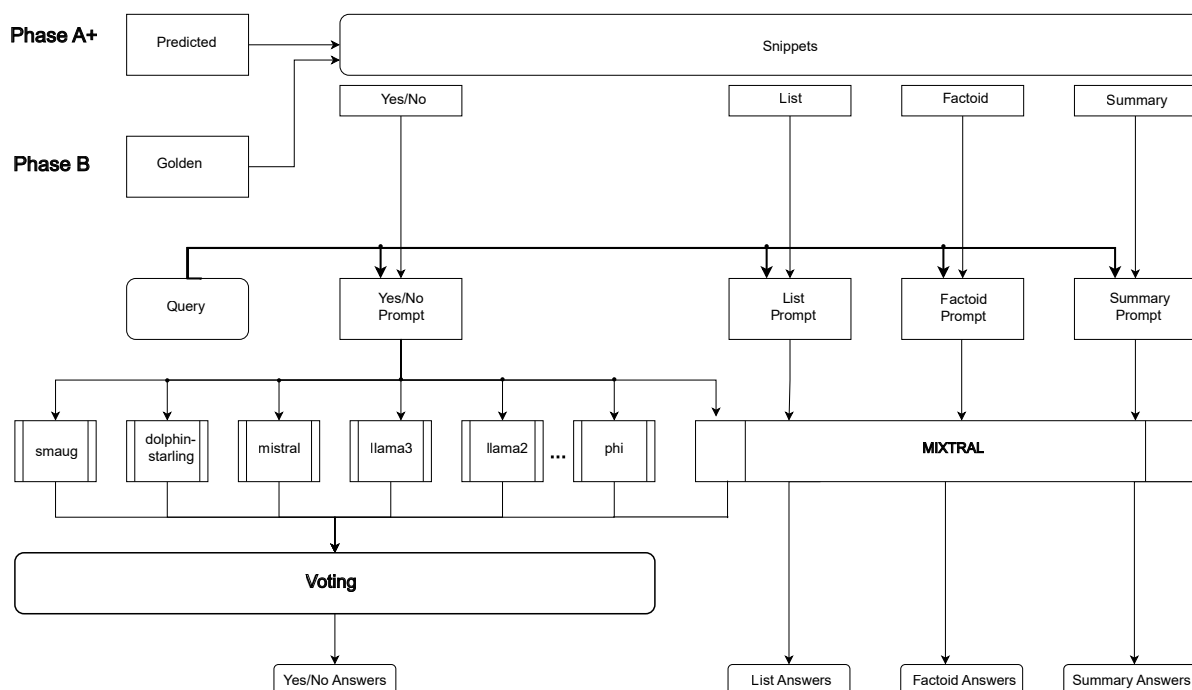 Phase A+
Predicted
Snippets
Yes/No
List
Factoid
Summary
Phase B
Golden
Query
Yes/No
Prompt
List
Prompt
Factoid
Prompt
Summary
Prompt
smaug
dolphin-
starling
mistral
llama3
llama2
...
phi
MIXTRAL
Voting
Yes/No Answers
List Answers
Factoid Answers
Summary Answers